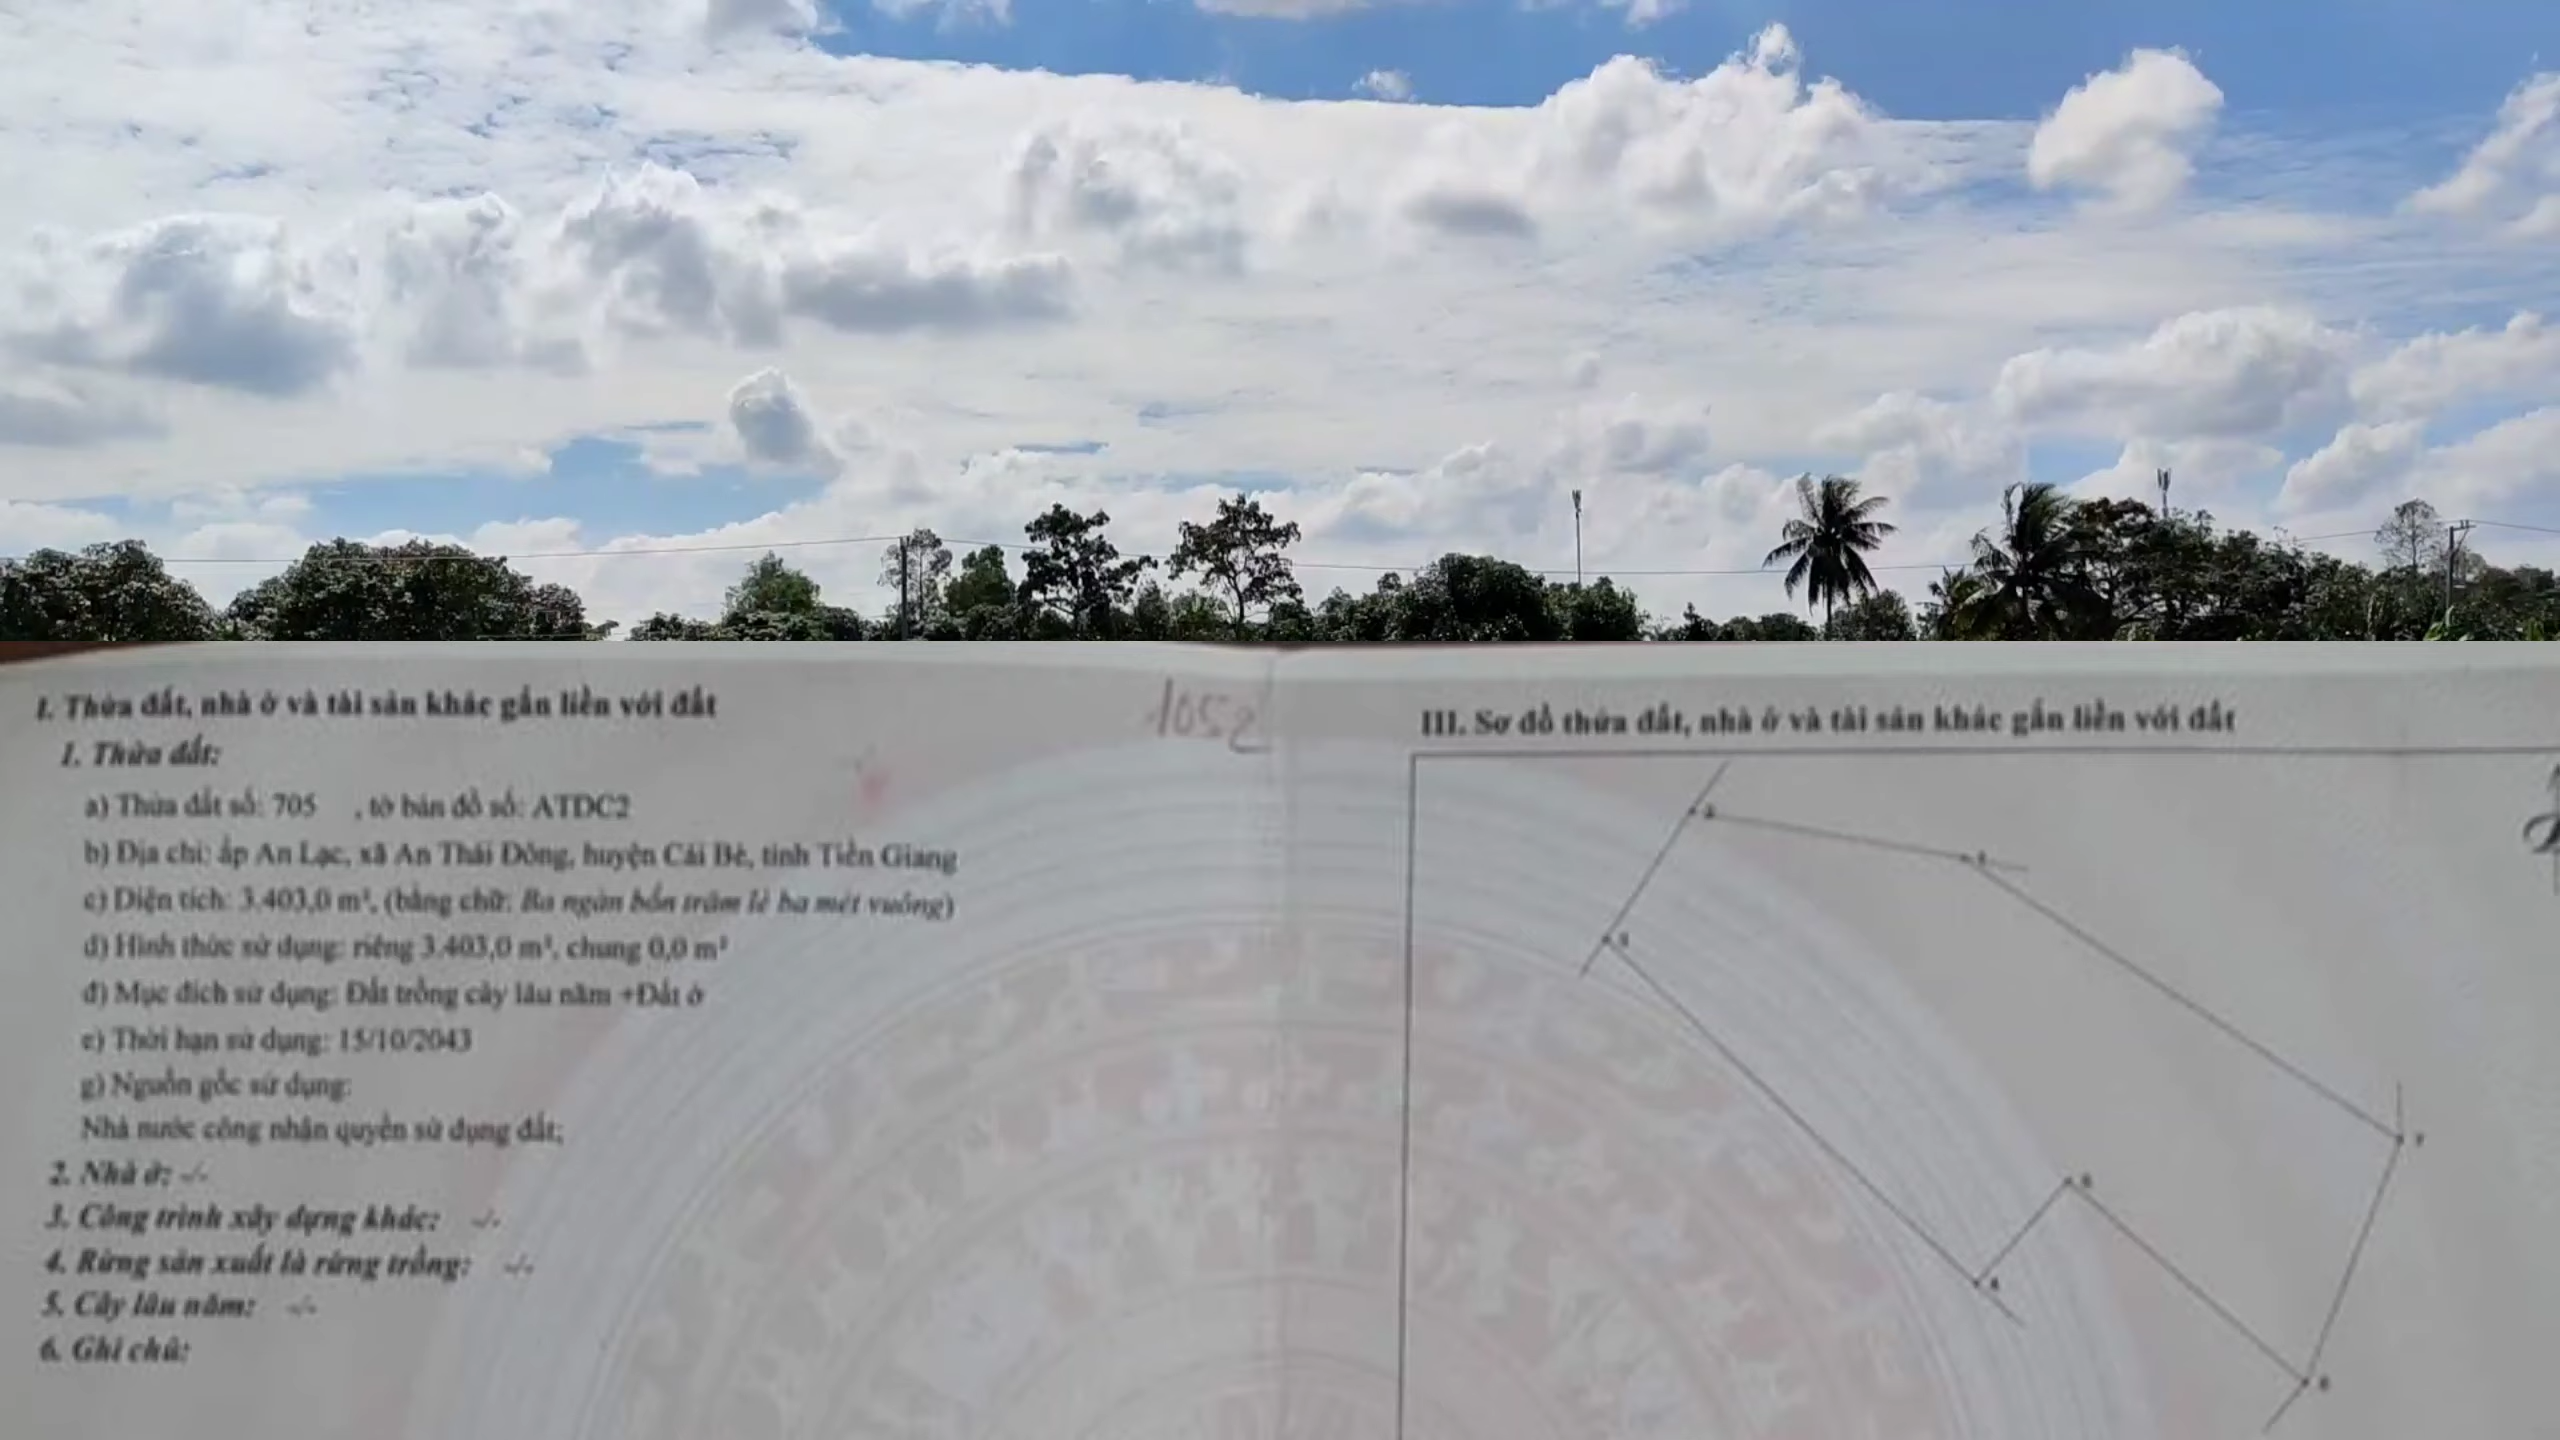 I. Thửa đất, nhà ở và tài sản khác gắn liền với đất
1. Thửa đất:
a) Thửa đất số: 705 , tờ bản đồ số: ATDC2
b) Địa chỉ: ấp An Lạc, xã An Thái Đông, huyện Cái Bè, tỉnh Tiền Giang
c) Diện tích: 3.403,0 m², (bằng chữ: Ba ngàn bốn trăm lẻ ba mét vuông)
d) Hình thức sử dụng: riêng 3.403,0 m², chung 0,0 m²
đ) Mục đích sử dụng: Đất trồng cây lâu năm +Đất ở
e) Thời hạn sử dụng: 15/10/2043
g) Nguồn gốc sử dụng:
Nhà nước công nhận quyền sử dụng đất;
2. Nhà ở: -/-
3. Công trình xây dựng khác: -/-
4. Rừng sản xuất là rừng trồng: -/-
5. Cây lâu năm: -/-
6. Ghi chú:
1052
III. Sơ đồ thửa đất, nhà ở và tài sản khác gắn liền với đất
2
3
7
4